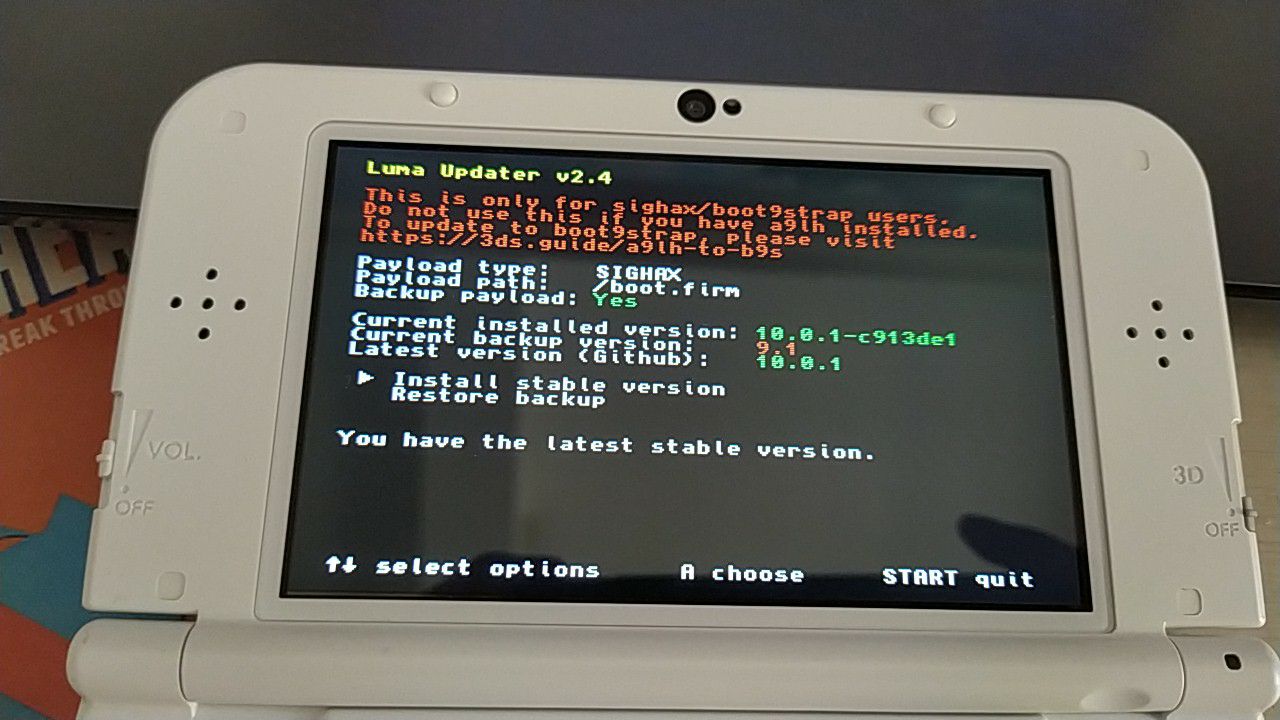 Luma Updater v2.4
This is only for sighax/boot9strap users.
Do not use this if you have a9lh installed.
To update to boot9strap, please visit
https://3ds.guide/a9lh-to-b9s
Payload type: SIGHAX
Payload path: /boot.firm
Backup payload: Yes
Current installed version: 10.0.1-c913de1
Current backup version: 9.1
Latest version (Github): 10.0.1
► Install stable version
Restore backup
You have the latest stable version.
↑↓ select options A choose START quit
VOL.
OFF
3D
OFF
REAK THRO